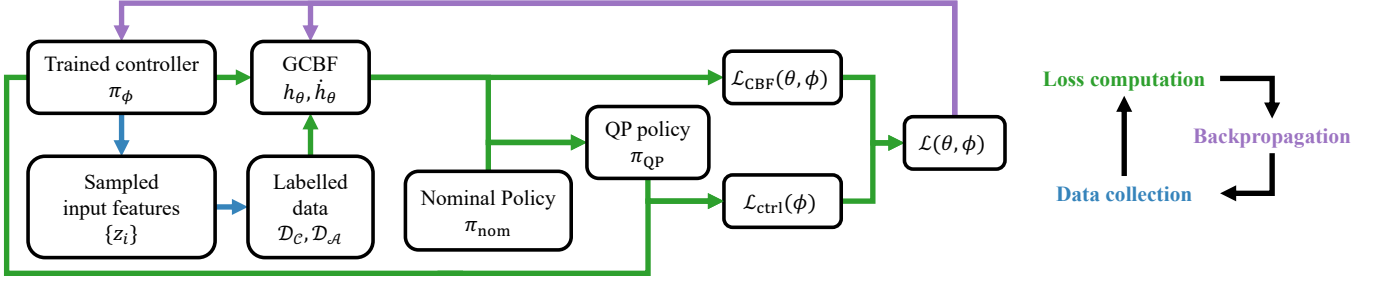 Trained controller
π_ϕ
GCBF
h_θ, ḣ_θ
Sampled
input features
{z_i}
Labelled
data
𝒟_𝒞, 𝒟_𝒜
Nominal Policy
π_nom
QP policy
π_QP
ℒ_CBF(θ, ϕ)
ℒ_ctrl(ϕ)
ℒ(θ, ϕ)
Loss computation
Backpropagation
Data collection